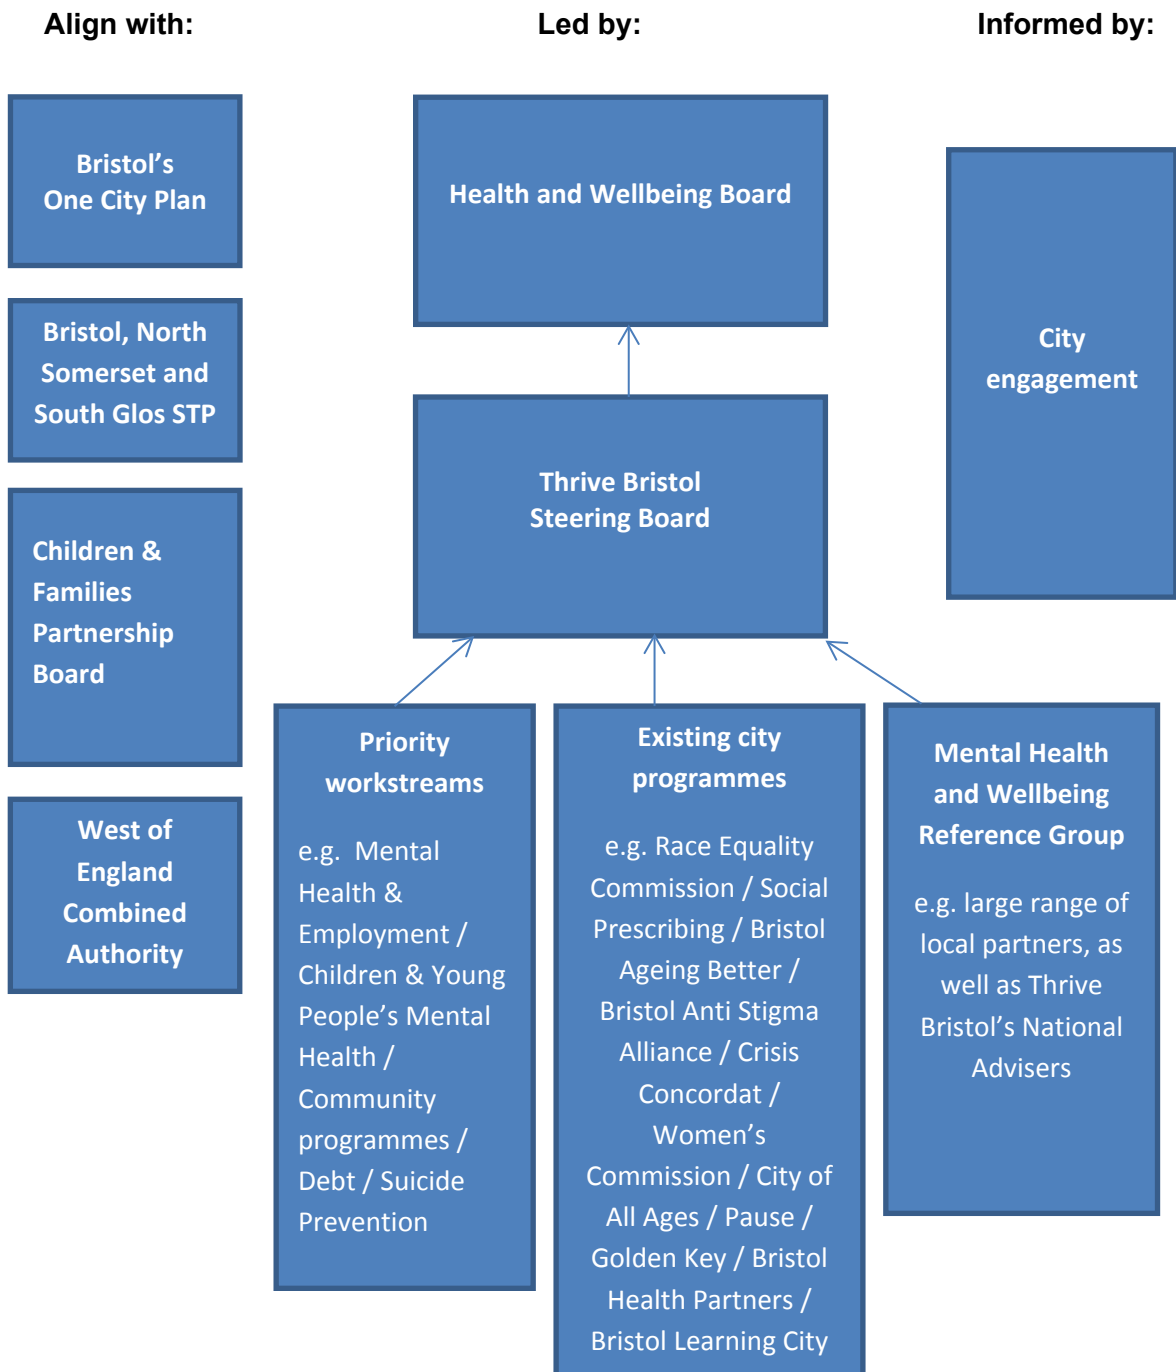 Align with:
Led by:
Informed by:
Bristol’s
One City Plan
Bristol, North
Somerset and
South Glos STP
Children &
Families
Partnership
Board
West of
England
Combined
Authority
Health and Wellbeing Board
Thrive Bristol
Steering Board
City
engagement
Priority
workstreams
e.g.  Mental
Health &
Employment /
Children & Young
People’s Mental
Health /
Community
programmes /
Debt / Suicide
Prevention
Existing city
programmes
e.g. Race Equality
Commission / Social
Prescribing / Bristol
Ageing Better /
Bristol Anti Stigma
Alliance / Crisis
Concordat /
Women’s
Commission / City of
All Ages / Pause /
Golden Key / Bristol
Health Partners /
Bristol Learning City
Mental Health
and Wellbeing
Reference Group
e.g. large range of
local partners, as
well as Thrive
Bristol’s National
Advisers